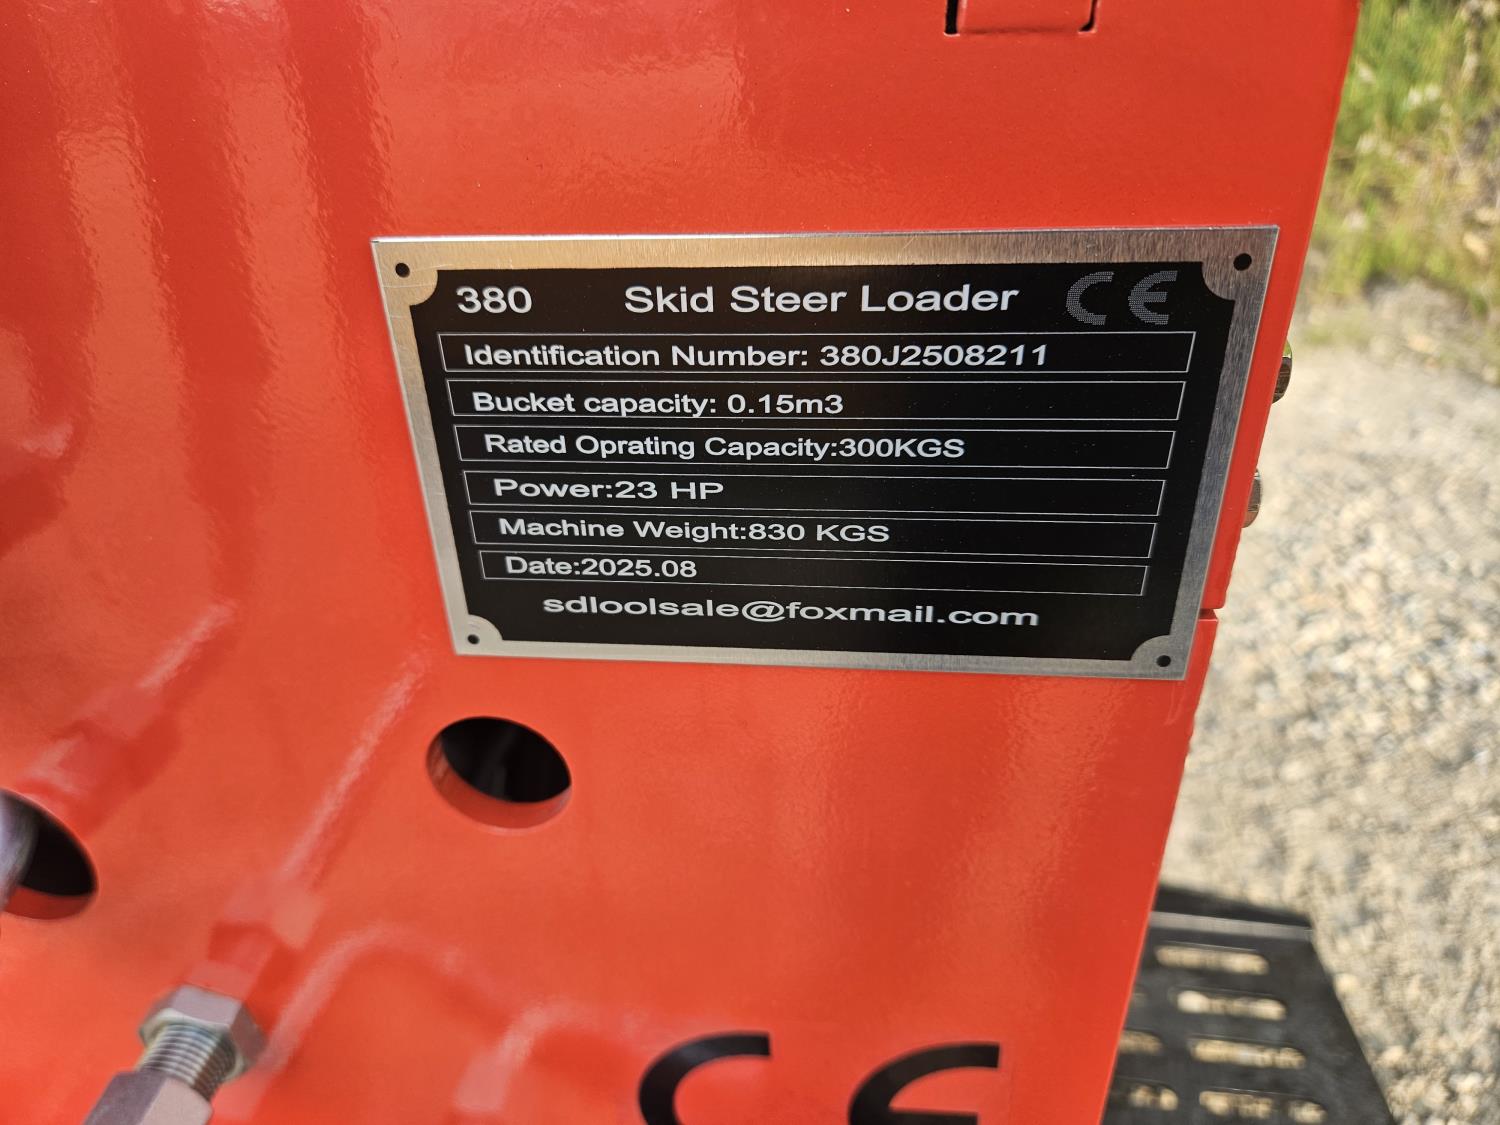 380 Skid Steer Loader CE
Identification Number: 380J2508211
Bucket capacity: 0.15m3
Rated Oprating Capacity:300KGS
Power:23 HP
Machine Weight:830 KGS
Date:2025.08
sdloolsale@foxmail.com
CE